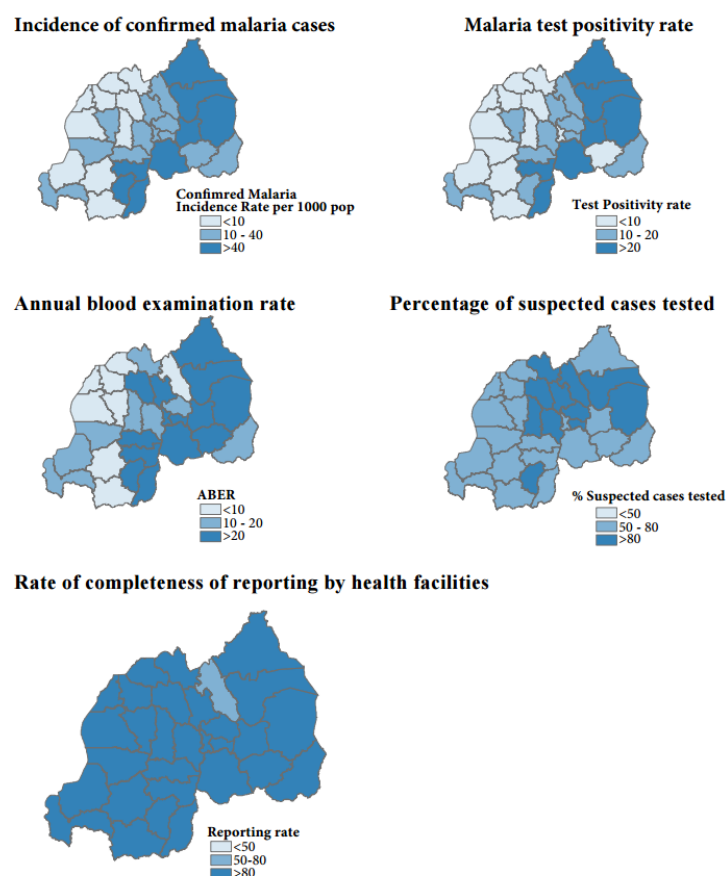 Incidence of confirmed malaria cases
Malaria test positivity rate
Confimred Malaria
Incidence Rate per 1000 pop
<10
10 - 40
>40
Test Positivity rate
<10
10 - 20
>20
Annual blood examination rate
Percentage of suspected cases tested
ABER
<10
10 - 20
>20
% Suspected cases tested
<50
50 - 80
>80
Rate of completeness of reporting by health facilities
Reporting rate
<50
50-80
>80